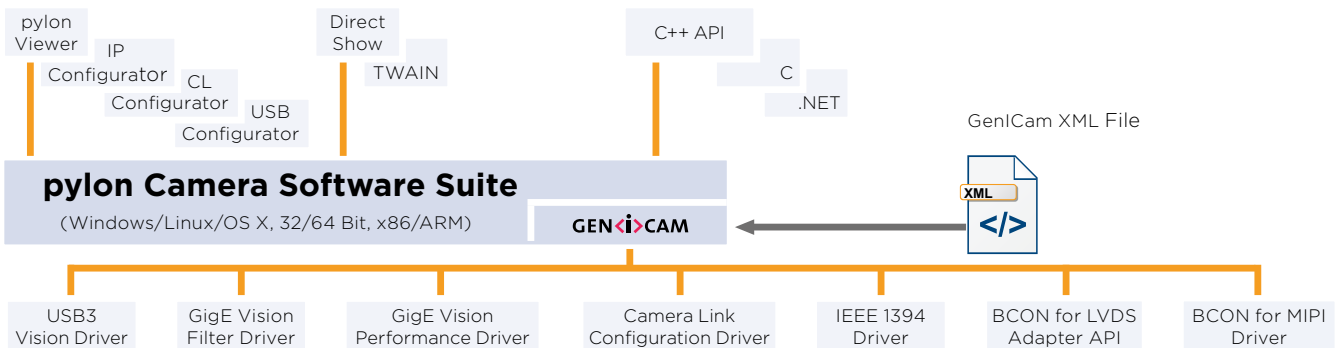 pylon
Viewer
IP
Configurator
CL
Configurator
USB
Configurator
Direct
Show
TWAIN
C++ API
C
.NET
GenICam XML File
XML
</>
pylon Camera Software Suite
(Windows/Linux/OS X, 32/64 Bit, x86/ARM)
GEN<i>CAM
USB3
Vision Driver
GigE Vision
Filter Driver
GigE Vision
Performance Driver
Camera Link
Configuration Driver
IEEE 1394
Driver
BCON for LVDS
Adapter API
BCON for MIPI
Driver